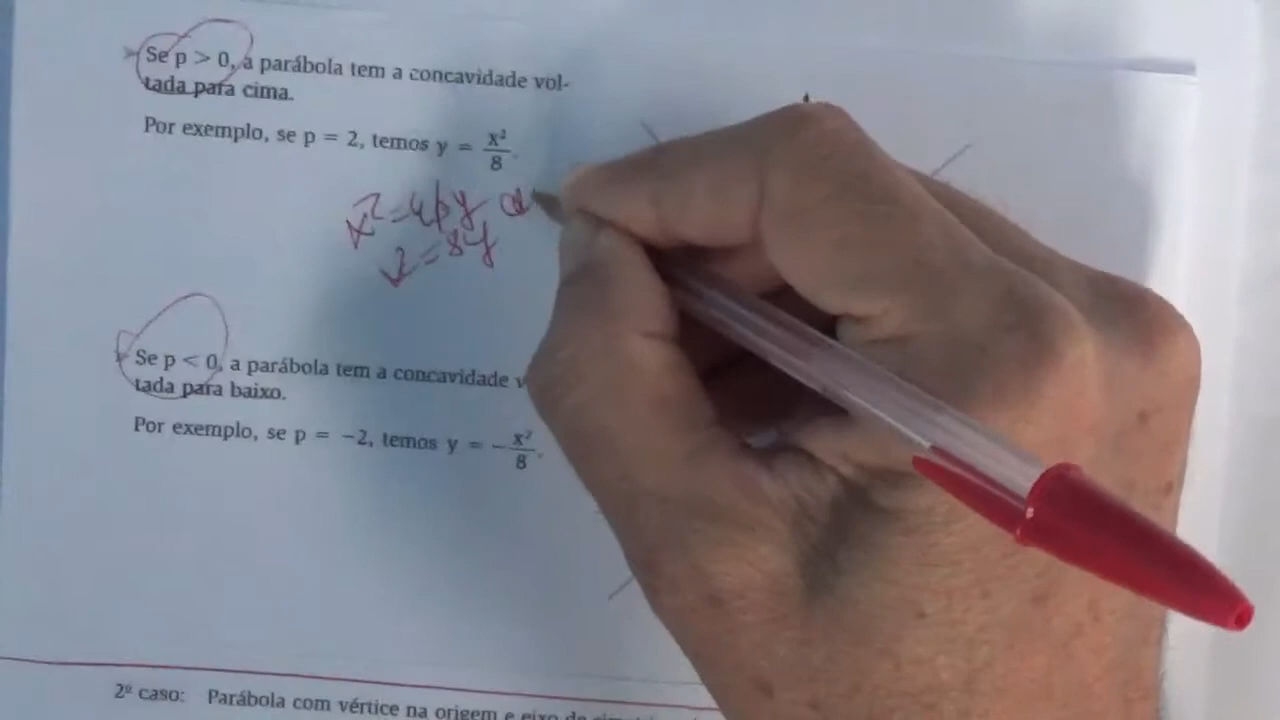 Se p > 0, a parábola tem a concavidade vol-
tada para cima.
Por exemplo, se p = 2, temos y = x²/8.
x² = 4py
x² = 8y
Se p < 0, a parábola tem a concavidade
tada para baixo.
Por exemplo, se p = −2, temos y = −x²/8.
2º caso: Parábola com vértice na origem e eixo de